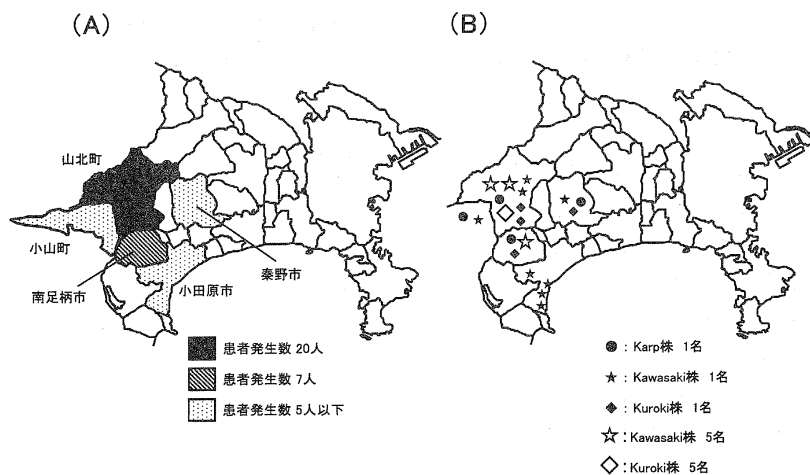 (A)
山北町
小山町
南足柄市
小田原市
秦野市
患者発生数 20人
患者発生数 7人
患者発生数 5人以下
(B)
: Karp株 1名
: Kawasaki株 1名
: Kuroki株 1名
: Kawasaki株 5名
: Kuroki株 5名